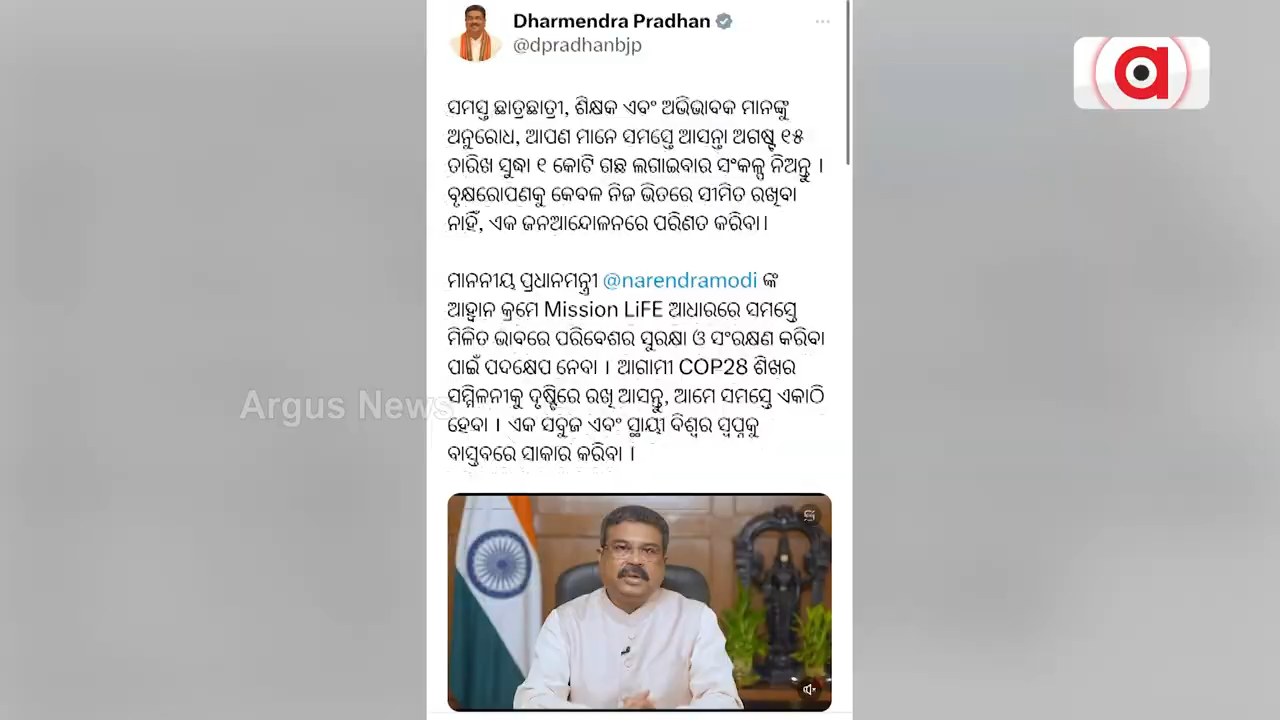 Dharmendra Pradhan
@dpradhanbjp
ସମସ୍ତ ଛାତ୍ରଛାତ୍ରୀ, ଶିକ୍ଷକ ଏବଂ ଅଭିଭାବକ ମାନଙ୍କୁ
ଅନୁରୋଧ, ଆପଣ ମାନେ ସମସ୍ତେ ଆସନ୍ତା ଅଗଷ୍ଟ ୧୫
ତାରିଖ ସୁଦ୍ଧା ୧ କୋଟି ଗଛ ଲଗାଇବାର ସଂକଳ୍ପ ନିଅନ୍ତୁ ।
ବୃକ୍ଷରୋପଣକୁ କେବଳ ନିଜ ଭିତରେ ସୀମିତ ରଖିବା
ନାହିଁ, ଏକ ଜନଆନ୍ଦୋଳନରେ ପରିଣତ କରିବା।
ମାନନୀୟ ପ୍ରଧାନମନ୍ତ୍ରୀ @narendramodi ଙ୍କ
ଆହ୍ୱାନ କ୍ରମେ Mission LiFE ଆଧାରରେ ସମସ୍ତେ
ମିଳିତ ଭାବରେ ପରିବେଶର ସୁରକ୍ଷା ଓ ସଂରକ୍ଷଣ କରିବା
ପାଇଁ ପଦକ୍ଷେପ ନେବା । ଆଗାମୀ COP28 ଶିଖର
ସମ୍ମିଳନୀକୁ ଦୃଷ୍ଟିରେ ରଖି ଆସନ୍ତୁ, ଆମେ ସମସ୍ତେ ଏକାଠି
ହେବା । ଏକ ସବୁଜ ଏବଂ ସ୍ଥାୟୀ ବିଶ୍ୱର ସ୍ୱପ୍ନକୁ
ବାସ୍ତବରେ ସାକାର କରିବା ।
Argus News
a